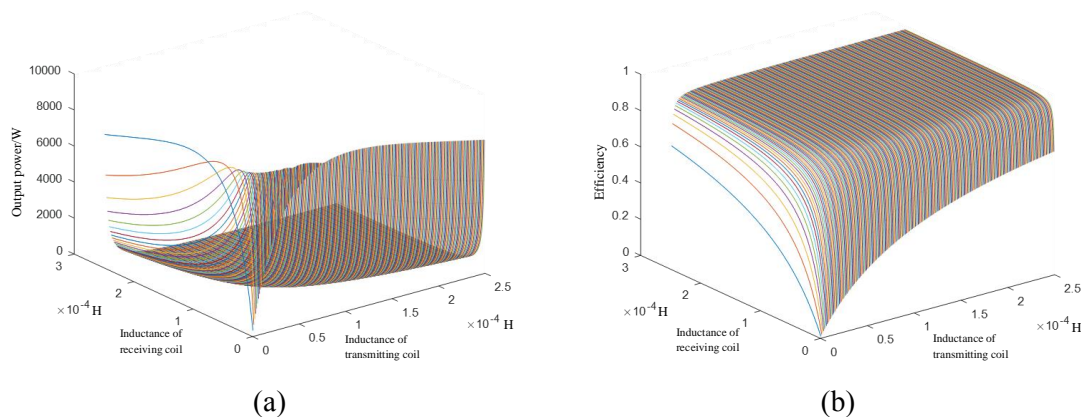 10000
8000
6000
4000
2000
0
Output power/W
3
2
1
0
×10⁻⁴ H
Inductance of
receiving coil
0
0.5
1
1.5
2
2.5
×10⁻⁴ H
Inductance of
transmitting coil
(a)
1
0.8
0.6
0.4
0.2
0
Efficiency
3
2
1
0
×10⁻⁴ H
Inductance of
receiving coil
0
0.5
1
1.5
2
2.5
×10⁻⁴ H
Inductance of
transmitting coil
(b)